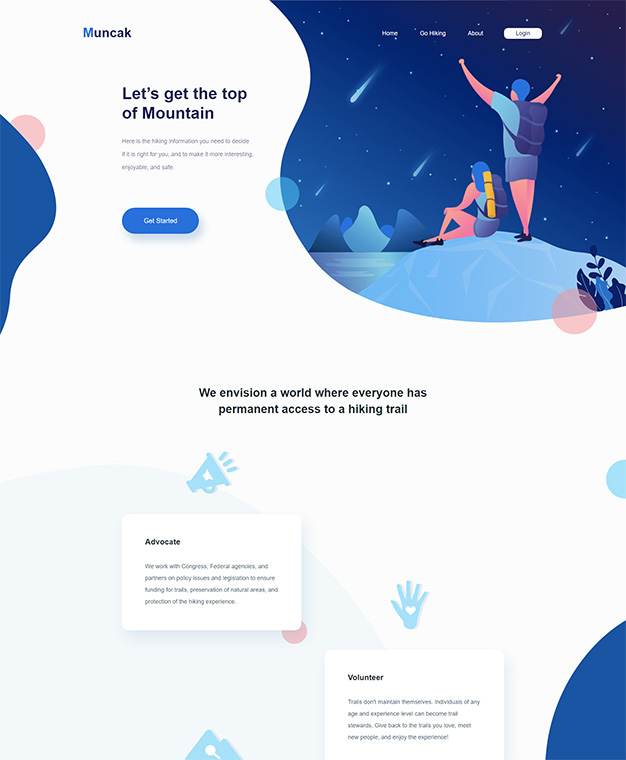 Muncak
Home
Go Hiking
About
Login
Let's get the top
of Mountain
Here is the hiking information you need to decide
if it is right for you, and to make it more interesting,
enjoyable, and safe.
Get Started
We envision a world where everyone has
permanent access to a hiking trail
Advocate
We work with Congress, Federal agencies, and
partners on policy issues and legislation to ensure
funding for trails, preservation of natural areas, and
protection of the hiking experience.
Volunteer
Trails don't maintain themselves. Individuals of any
age and experience level can become trail
stewards. Give back to the trails you love, meet
new people, and enjoy the experience!